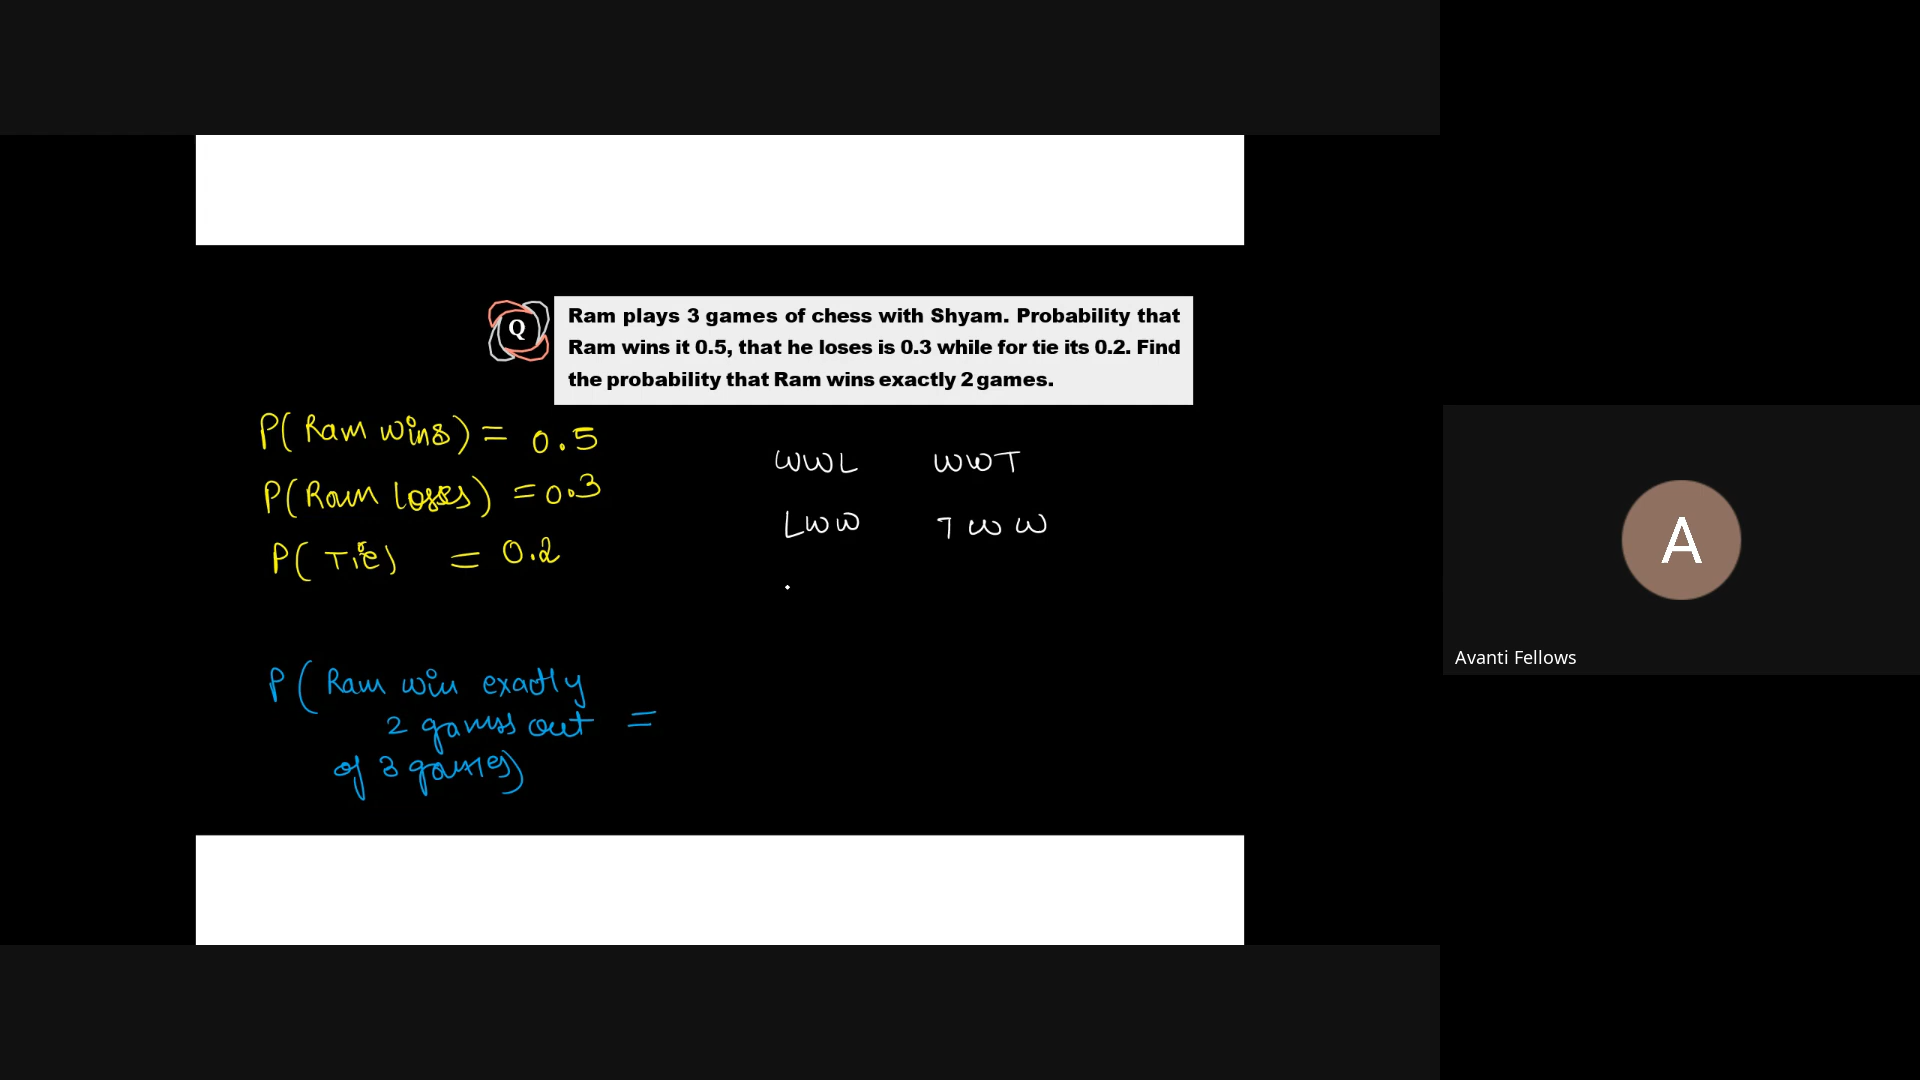 Q
Ram plays 3 games of chess with Shyam. Probability that
Ram wins it 0.5, that he loses is 0.3 while for tie its 0.2. Find
the probability that Ram wins exactly 2 games.
P(Ram wins) = 0.5
P(Ram loses) = 0.3
P(Tie) = 0.2
WWL WWT
LWW TWW
P(Ram win exactly
2 games out =
of 3 games)
A
Avanti Fellows